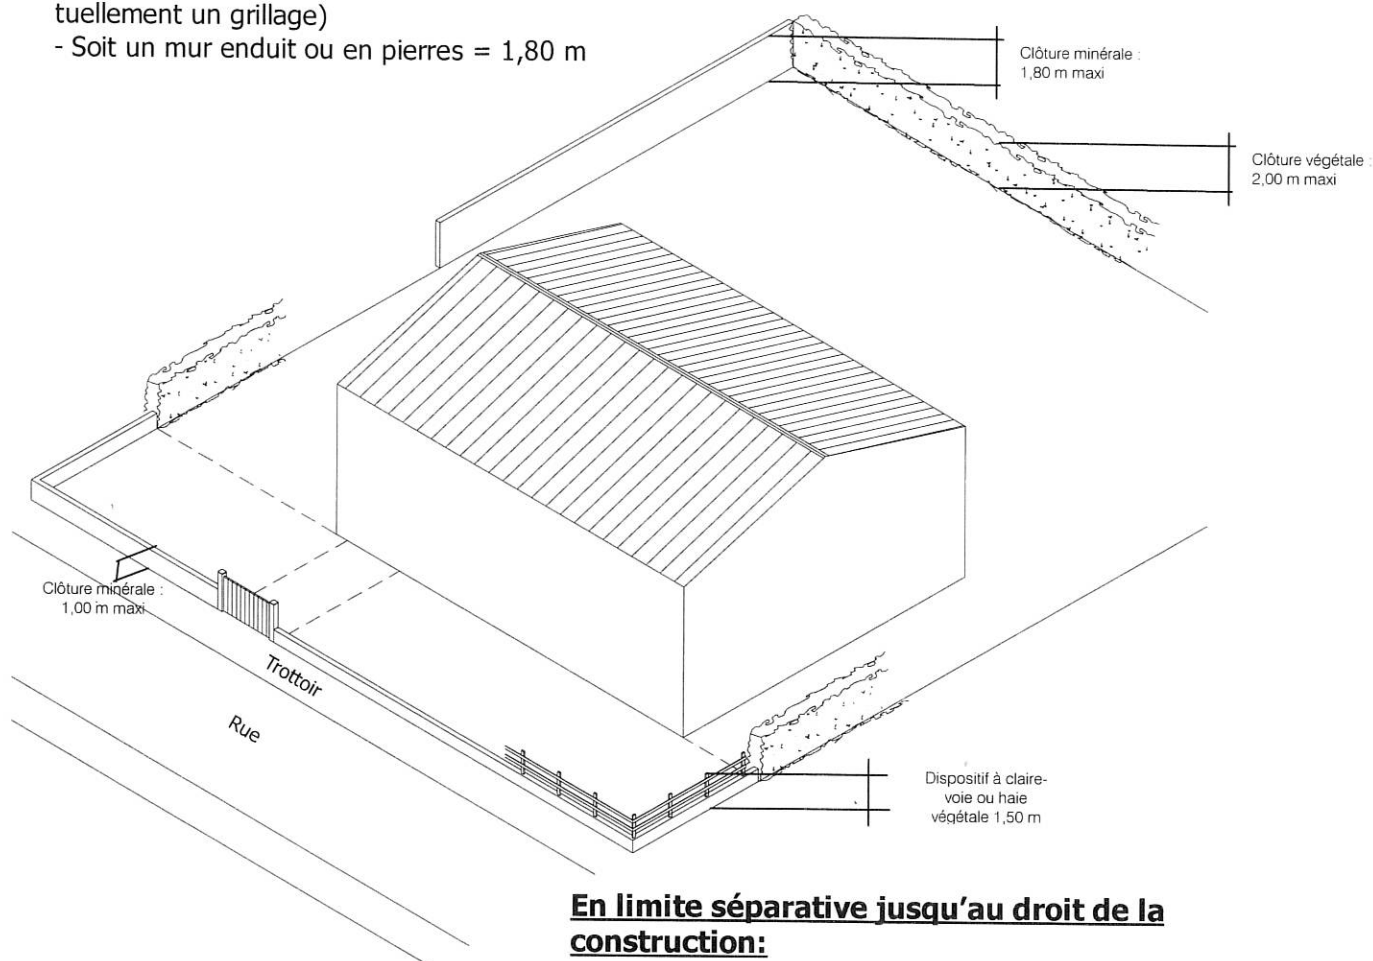 tuellement un grillage)
- Soit un mur enduit ou en pierres = 1,80 m
Clôture minérale :
1,80 m maxi
Clôture végétale :
2,00 m maxi
Clôture minérale :
1,00 m maxi
Trottoir
Rue
Dispositif à claire-
voie ou haie
végétale 1,50 m
En limite séparative jusqu'au droit de la
construction: